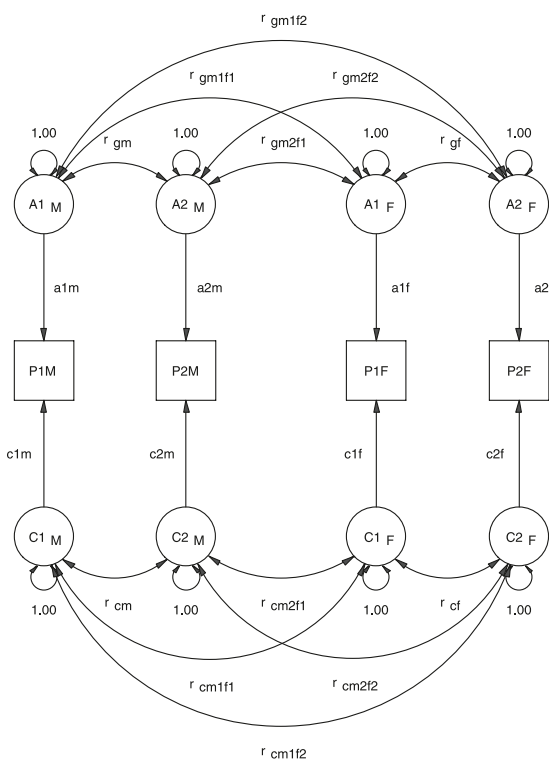 r gm1f2
r gm1f1 r gm2f2
1.00 r gm 1.00 r gm2f1 1.00 r gf 1.00
A1 M A2 M A1 F A2 F
a1m a2m a1f a2
P1M P2M P1F P2F
c1m c2m c1f c2f
C1 M C2 M C1 F C2 F
1.00 r cm 1.00 r cm2f1 1.00 r cf 1.00
r cm1f1 r cm2f2
r cm1f2